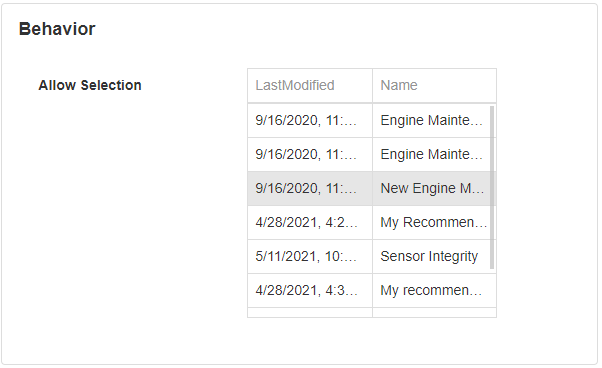 Behavior
Allow Selection
LastModified Name
9/16/2020, 11:... Engine Mainte...
9/16/2020, 11:... Engine Mainte...
9/16/2020, 11:... New Engine M...
4/28/2021, 4:2... My Recommen...
5/11/2021, 10:... Sensor Integrity
4/28/2021, 4:3... My recommen...